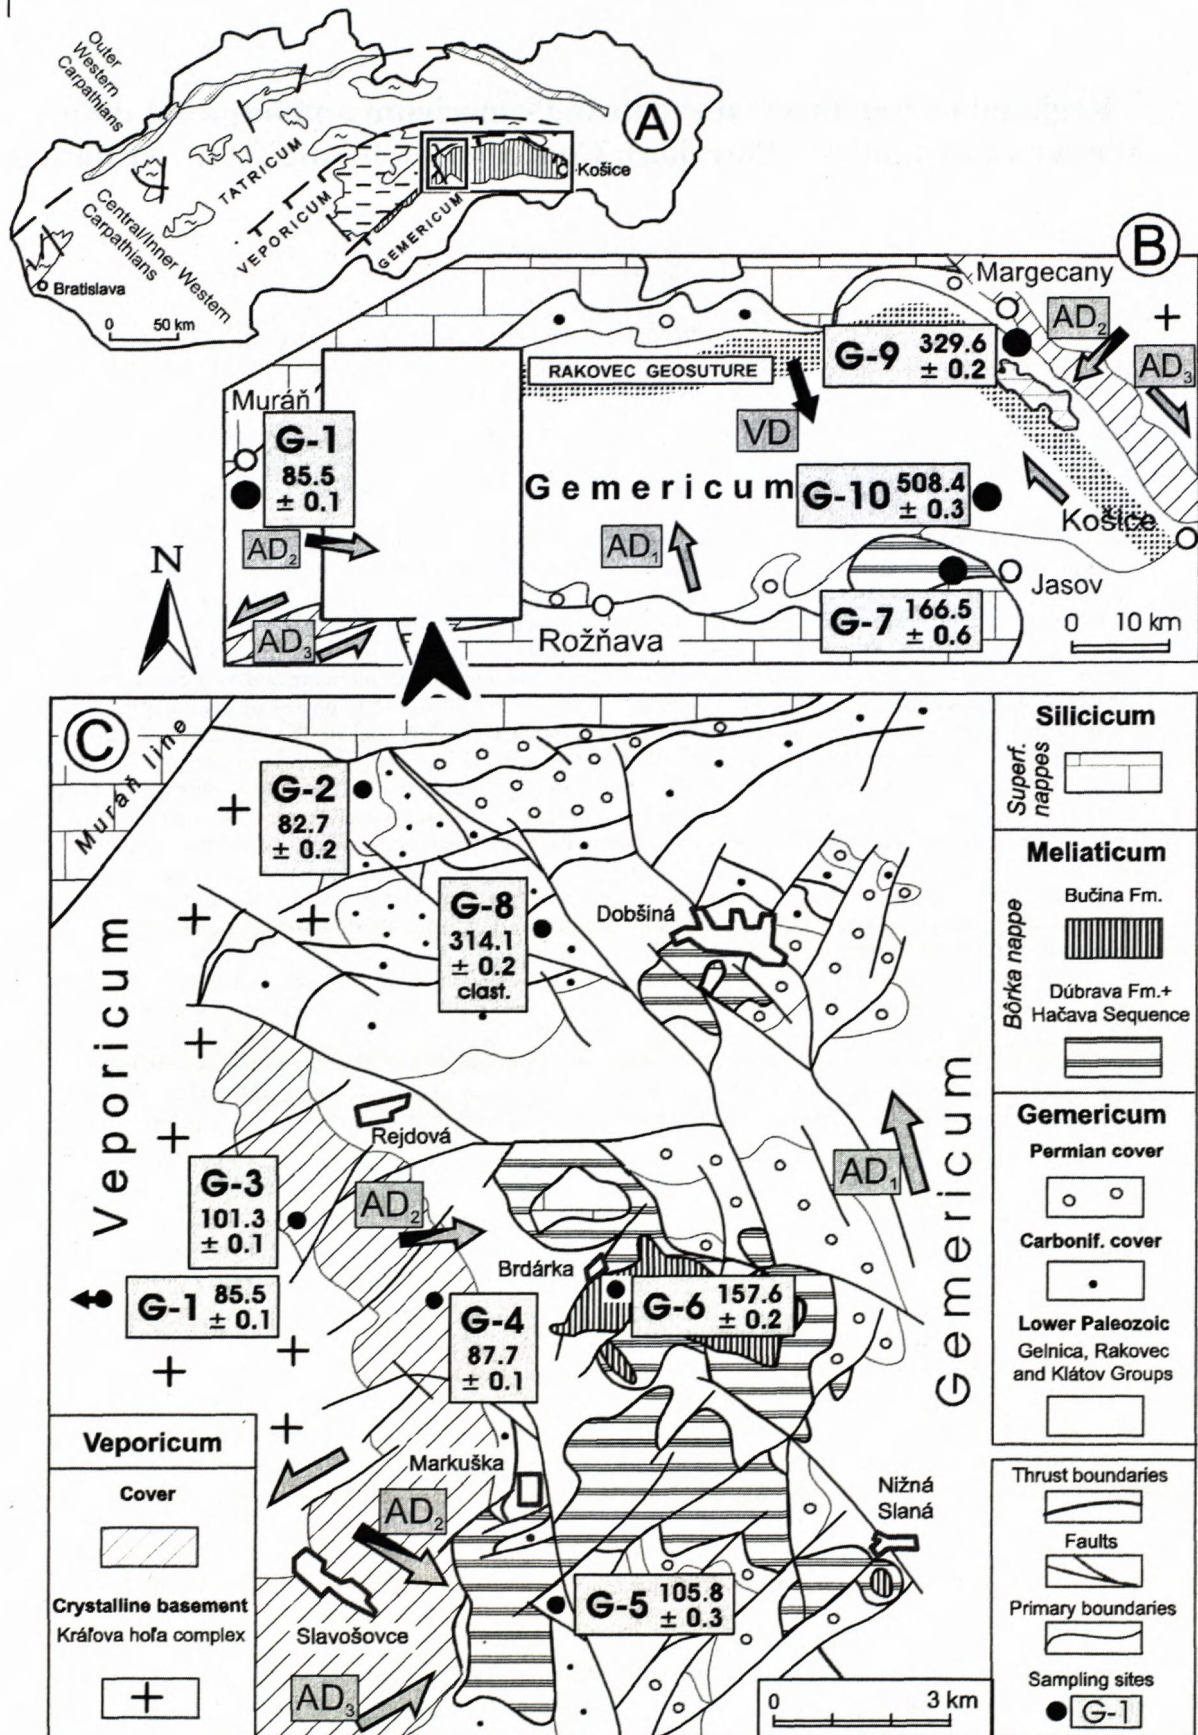 A
Outer
Western
Carpathians
TATRICUM
Central/Inner Western
Carpathians
VEPORICUM
GEMERICUM
Košice
Bratislava
0 50 km
B
Margecany
AD2
AD3
G-9 329.6
± 0.2
RAKOVEC GEOSUTURE
VD
Muráň
G-1
85.5
± 0.1
Gemericum
G-10 508.4
± 0.3
Košice
AD2
AD1
Jasov
G-7 166.5
± 0.6
AD3
Rožňava
0 10 km
N
C
Muráň line
G-2
82.7
± 0.2
G-8
314.1
± 0.2
clast.
Dobšiná
Veporicum
Rejdová
G-3
101.3
± 0.1
AD2
AD1
Gemericum
Brdárka
G-1 85.5
± 0.1
G-4
87.7
± 0.1
G-6 157.6
± 0.2
Markuška
AD2
Nižná
Slaná
G-5 105.8
± 0.3
Slavošovce
AD3
0 3 km
Veporicum
Cover
Crystalline basement
Kráľova hoľa complex
Silicicum
Superf.
nappes
Meliaticum
Bôrka nappe
Bučina Fm.
Dúbrava Fm.+
Hačava Sequence
Gemericum
Permian cover
Carbonif. cover
Lower Paleozoic
Gelnica, Rakovec
and Klátov Groups
Thrust boundaries
Faults
Primary boundaries
Sampling sites
G-1